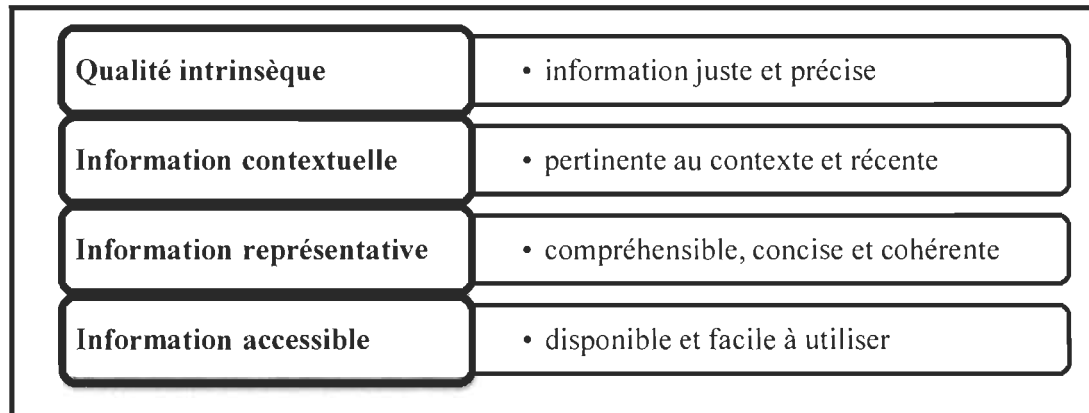 Qualité intrinsèque
• information juste et précise
Information contextuelle
• pertinente au contexte et récente
Information représentative
• compréhensible, concise et cohérente
Information accessible
• disponible et facile à utiliser